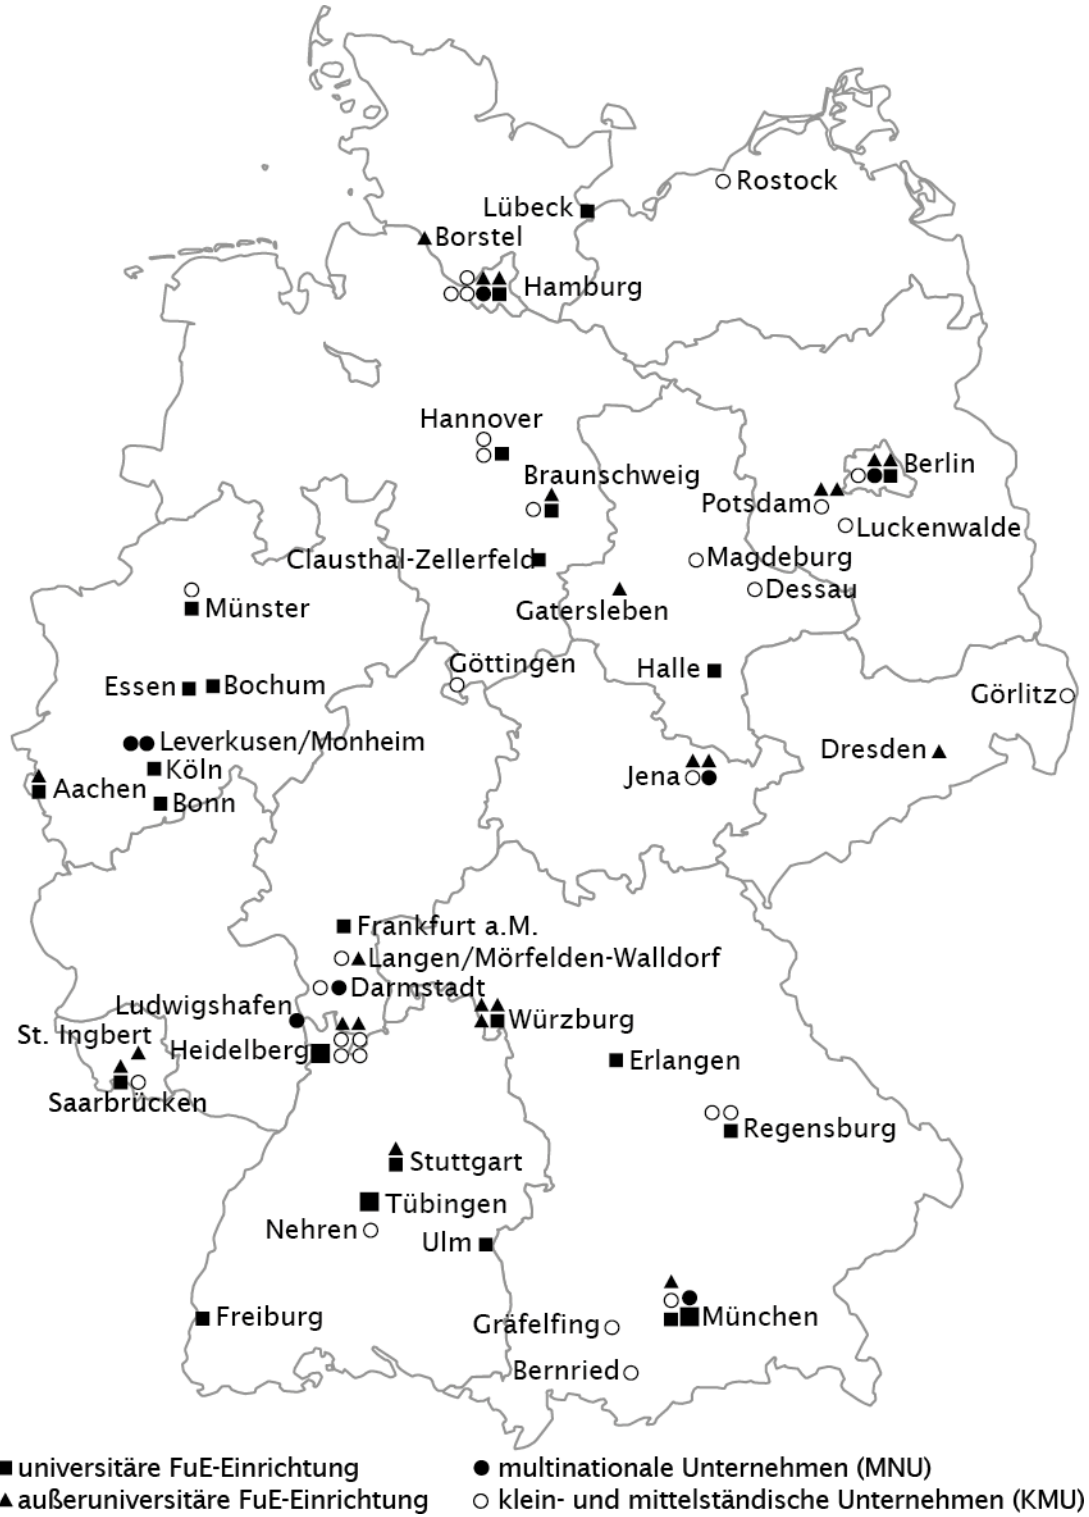 Rostock
Lübeck
Borstel
Hamburg
Hannover
Berlin
Braunschweig
Potsdam
Luckenwalde
Clausthal-Zellerfeld
Magdeburg
Dessau
Gatersleben
Münster
Göttingen
Halle
Essen
Bochum
Görlitz
Leverkusen/Monheim
Dresden
Köln
Jena
Aachen
Bonn
Frankfurt a.M.
Langen/Mörfelden-Walldorf
Darmstadt
Ludwigshafen
Würzburg
St. Ingbert
Heidelberg
Erlangen
Saarbrücken
Regensburg
Stuttgart
Tübingen
Nehren
Ulm
Freiburg
München
Gräfelfing
Bernried
universitäre FuE-Einrichtung
multinationale Unternehmen (MNU)
außeruniversitäre FuE-Einrichtung
klein- und mittelständische Unternehmen (KMU)